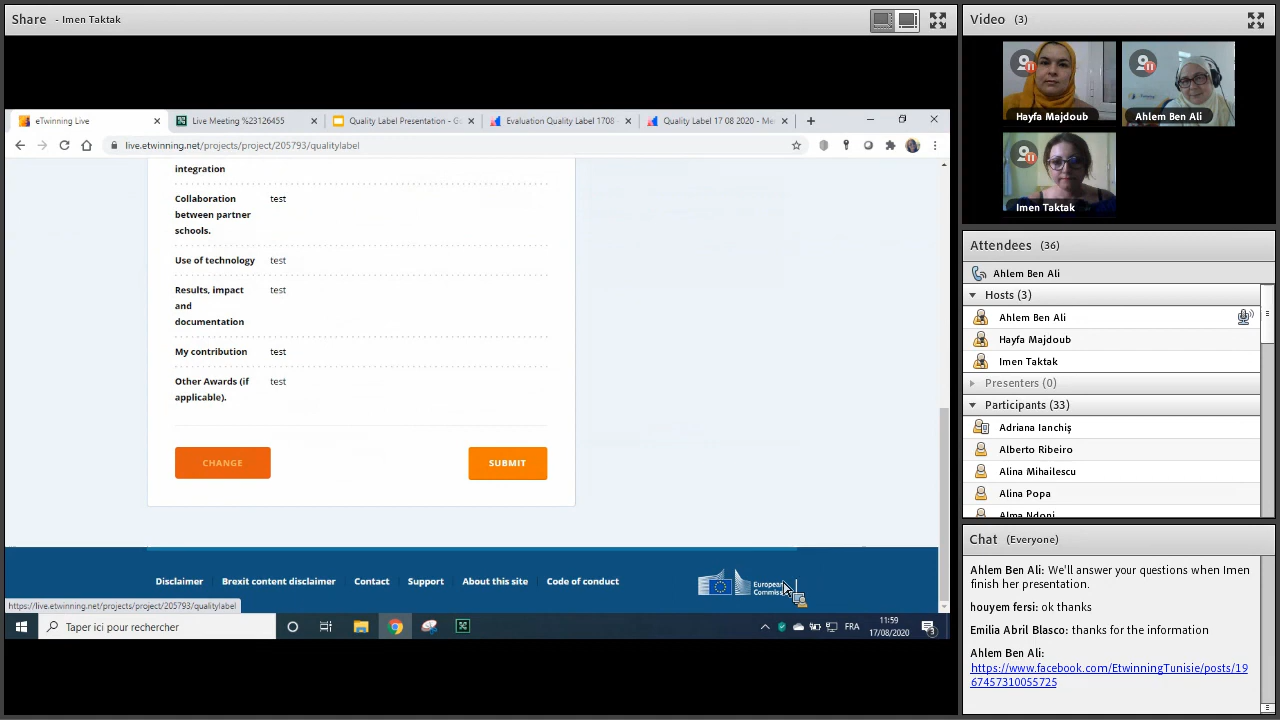 Share - Imen Taktak
eTwinning Live
Live Meeting %23126455
Quality Label Presentation - G
Evaluation Quality Label 1708 -
Quality Label 17 08 2020 - Me
live.etwinning.net/projects/project/205793/qualitylabel
integration
Collaboration between partner schools.
test
Use of technology
test
Results, impact and documentation
test
My contribution
test
Other Awards (if applicable).
test
CHANGE
SUBMIT
Disclaimer
Brexit content disclaimer
Contact
Support
About this site
Code of conduct
European
https://live.etwinning.net/projects/project/205793/qualitylabel
Taper ici pour rechercher
FRA
11:59
17/08/2020
3
Video (3)
Hayfa Majdoub
Ahlem Ben Ali
Imen Taktak
Attendees (36)
Ahlem Ben Ali
Hosts (3)
Ahlem Ben Ali
Hayfa Majdoub
Imen Taktak
Presenters (0)
Participants (33)
Adriana Ianchiș
Alberto Ribeiro
Alina Mihailescu
Alina Popa
Alma Ndoni
Chat (Everyone)
Ahlem Ben Ali: We'll answer your questions when Imen
finish her presentation.
houyem fersi: ok thanks
Emilia Abril Blasco: thanks for the information
Ahlem Ben Ali:
https://www.facebook.com/EtwinningTunisie/posts/19
67457310055725